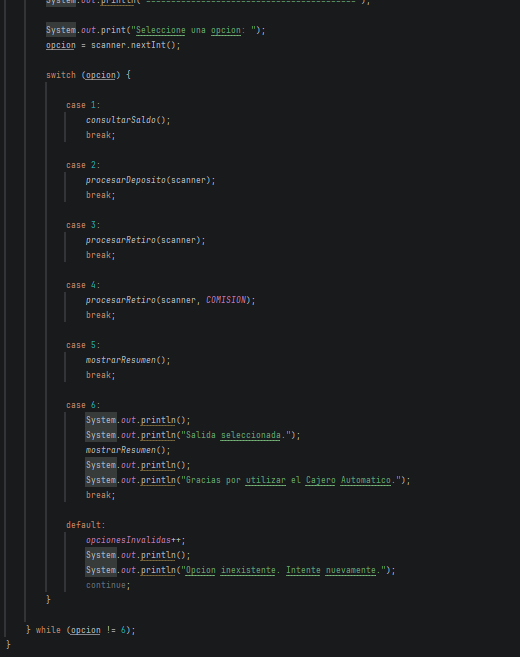 System.out.println("----------------------------------------");
System.out.print("Seleccione una opcion: ");
opcion = scanner.nextInt();
switch (opcion) {
case 1:
consultarSaldo();
break;
case 2:
procesarDeposito(scanner);
break;
case 3:
procesarRetiro(scanner);
break;
case 4:
procesarRetiro(scanner, COMISION);
break;
case 5:
mostrarResumen();
break;
case 6:
System.out.println();
System.out.println("Salida seleccionada.");
mostrarResumen();
System.out.println();
System.out.println("Gracias por utilizar el Cajero Automatico.");
break;
default:
opcionesInvalidas++;
System.out.println();
System.out.println("Opcion inexistente. Intente nuevamente.");
continue;
}
} while (opcion != 6);
}